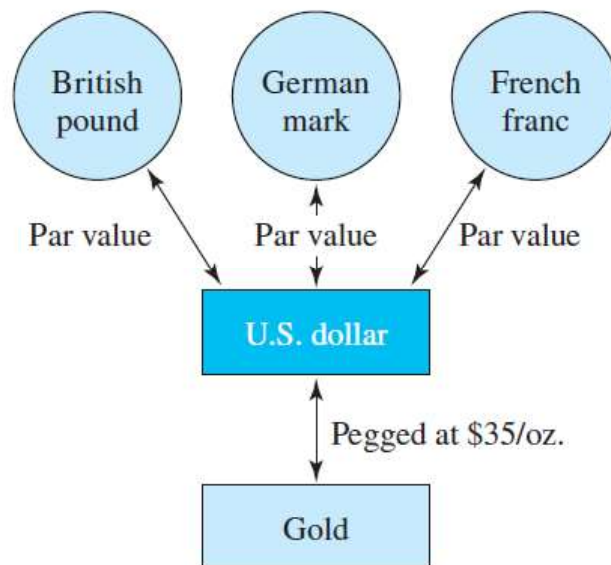 British
pound
German
mark
French
franc
Par value
Par value
Par value
U.S. dollar
Pegged at $35/oz.
Gold